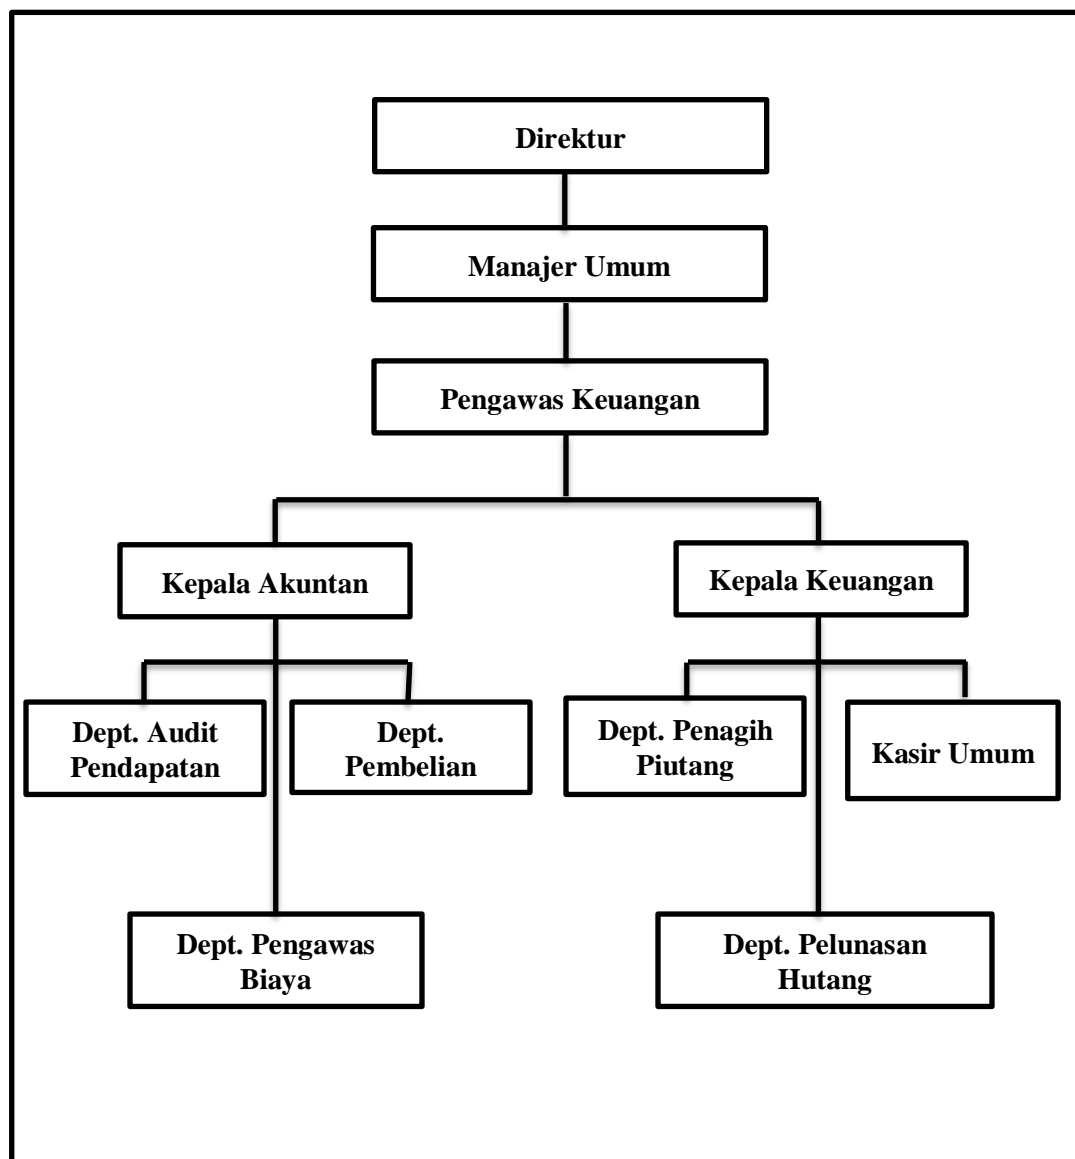 Direktur
Manajer Umum
Pengawas Keuangan
Kepala Akuntan
Kepala Keuangan
Dept. Audit
Pendapatan
Dept.
Pembelian
Dept. Penagih
Piutang
Kasir Umum
Dept. Pengawas
Biaya
Dept. Pelunasan
Hutang